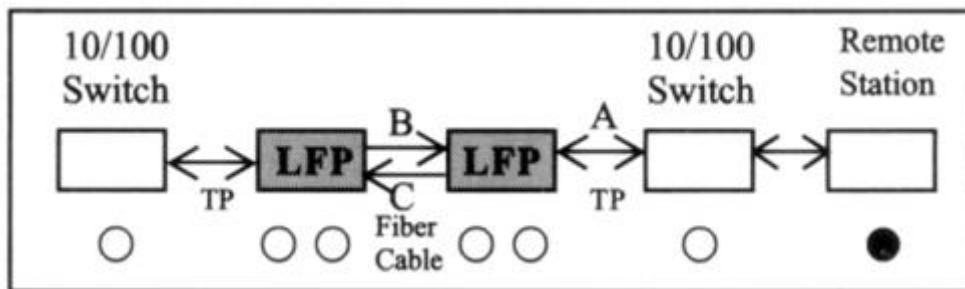 10/100
Switch
10/100
Switch
Remote
Station
B
A
LFP
LFP
TP
C
TP
Fiber
Cable